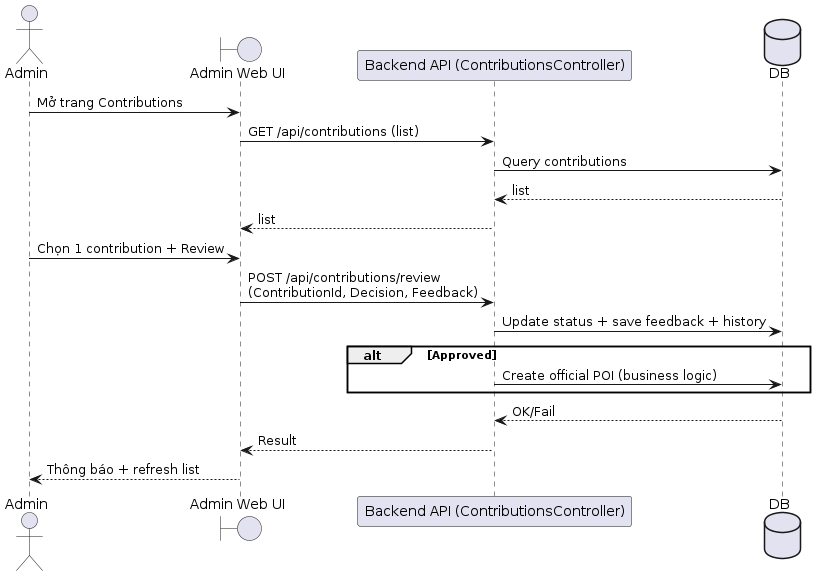 Admin
Admin Web UI
Backend API (ContributionsController)
DB
Mở trang Contributions
GET /api/contributions (list)
Query contributions
list
list
Chọn 1 contribution + Review
POST /api/contributions/review
(ContributionId, Decision, Feedback)
Update status + save feedback + history
alt [Approved]
Create official POI (business logic)
OK/Fail
Result
Thông báo + refresh list
Admin
Admin Web UI
Backend API (ContributionsController)
DB